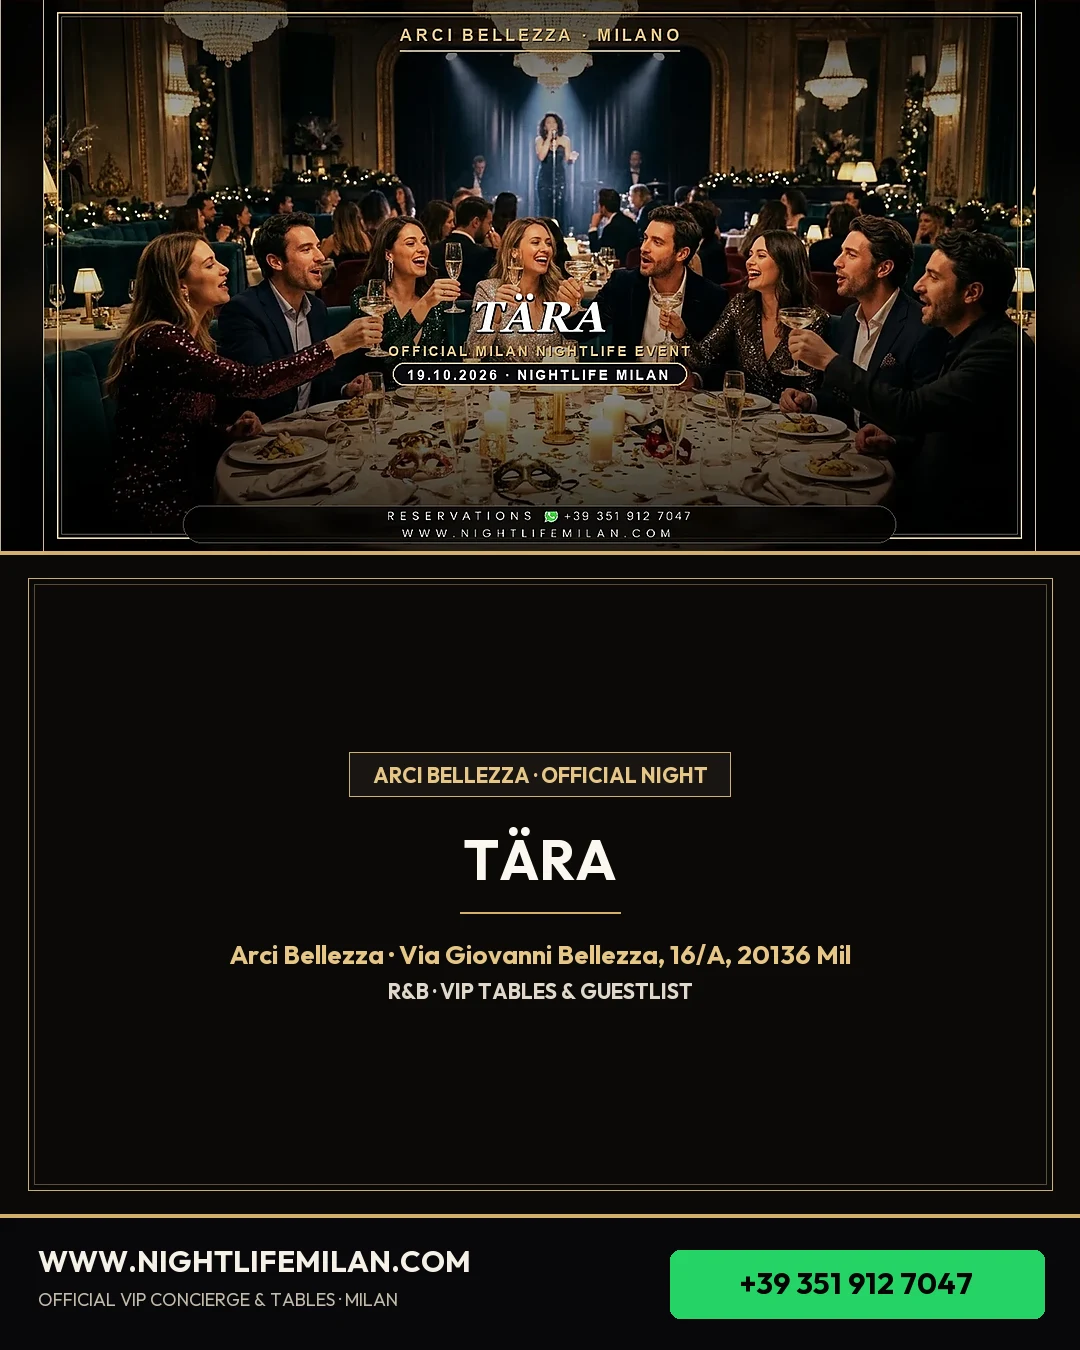 ARCI BELLEZZA · MILANO
TÄRA
OFFICIAL MILAN NIGHTLIFE EVENT
19.10.2026 · NIGHTLIFE MILAN
RESERVATIONS +39 351 912 7047
WWW.NIGHTLIFEMILAN.COM
ARCI BELLEZZA · OFFICIAL NIGHT
TÄRA
Arci Bellezza · Via Giovanni Bellezza, 16/A, 20136 Mil
R&B · VIP TABLES & GUESTLIST
WWW.NIGHTLIFEMILAN.COM
OFFICIAL VIP CONCIERGE & TABLES · MILAN
+39 351 912 7047